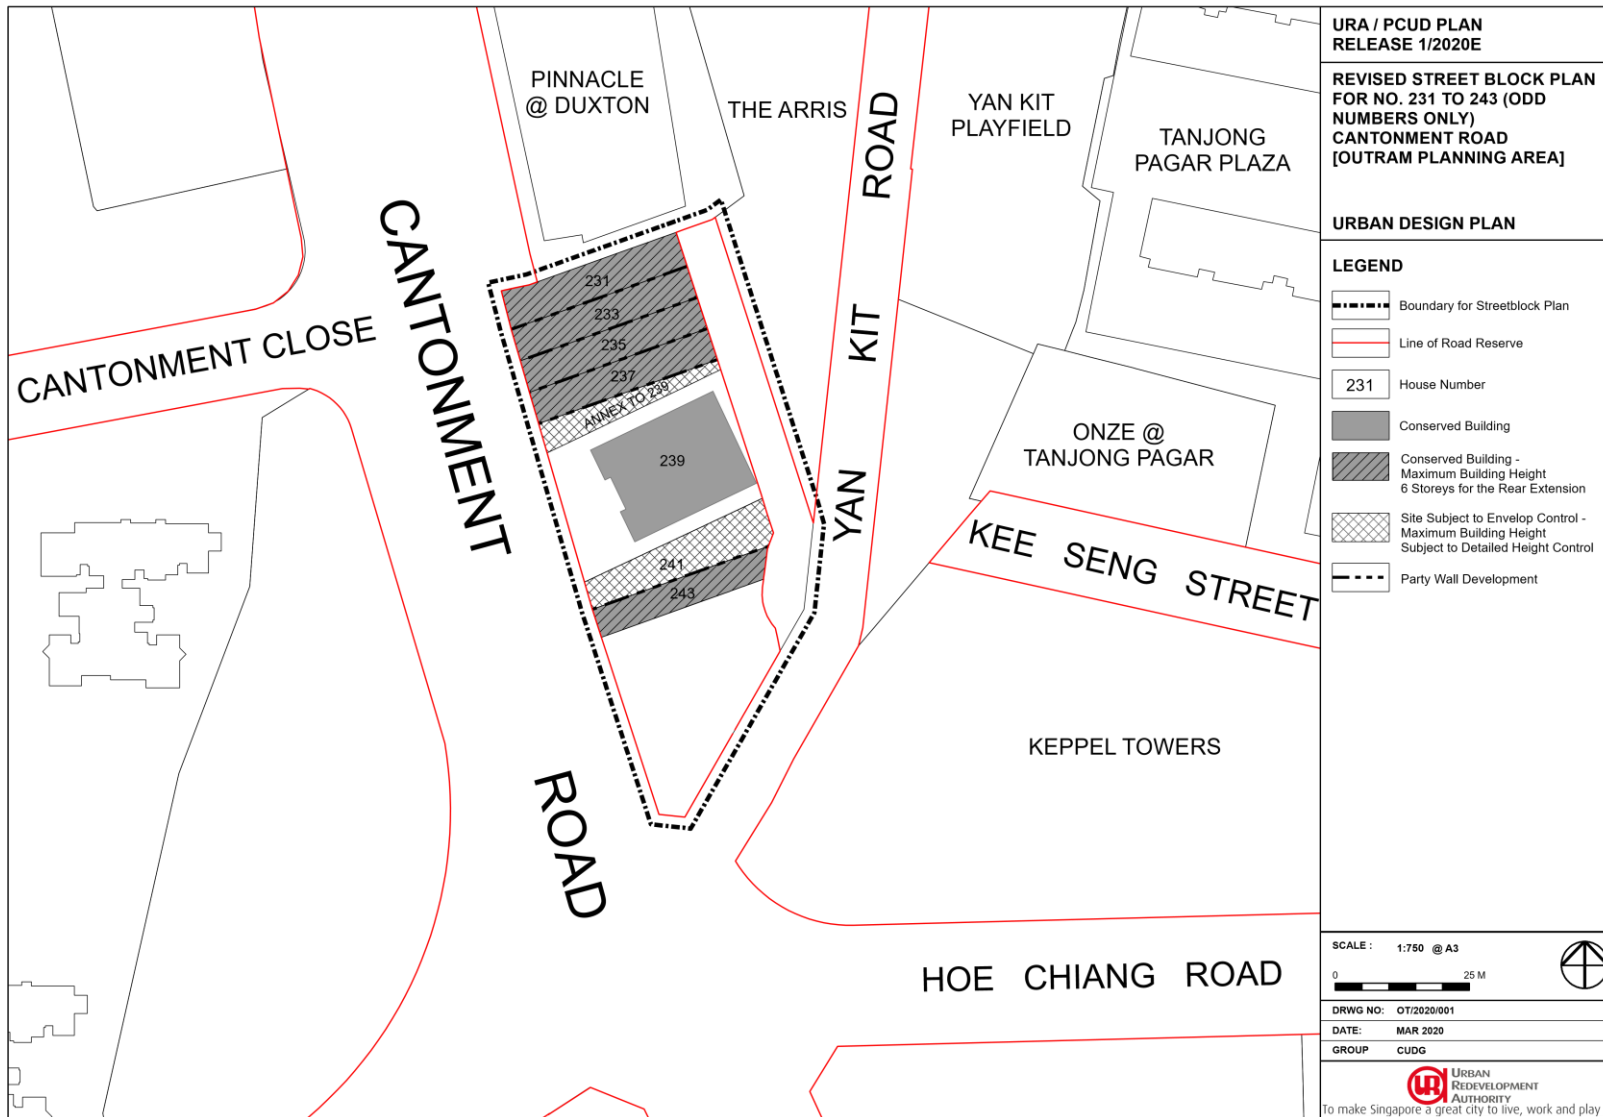 PINNACLE
@ DUXTON
THE ARRIS
YAN KIT
PLAYFIELD
TANJONG
PAGAR PLAZA
CANTONMENT CLOSE
CANTONMENT
ROAD
YAN KIT ROAD
231
233
235
237
ANNEX TO 239
239
241
243
ONZE @
TANJONG PAGAR
KEE SENG STREET
KEPPEL TOWERS
HOE CHIANG ROAD
URA / PCUD PLAN
RELEASE 1/2020E
REVISED STREET BLOCK PLAN
FOR NO. 231 TO 243 (ODD
NUMBERS ONLY)
CANTONMENT ROAD
[OUTRAM PLANNING AREA]
URBAN DESIGN PLAN
LEGEND
Boundary for Streetblock Plan
Line of Road Reserve
231 House Number
Conserved Building
Conserved Building -
Maximum Building Height
6 Storeys for the Rear Extension
Site Subject to Envelop Control -
Maximum Building Height
Subject to Detailed Height Control
Party Wall Development
SCALE : 1:750 @ A3
0 25 M
DRWG NO: OT/2020/001
DATE: MAR 2020
GROUP CUDG
URBAN
REDEVELOPMENT
AUTHORITY
To make Singapore a great city to live, work and play